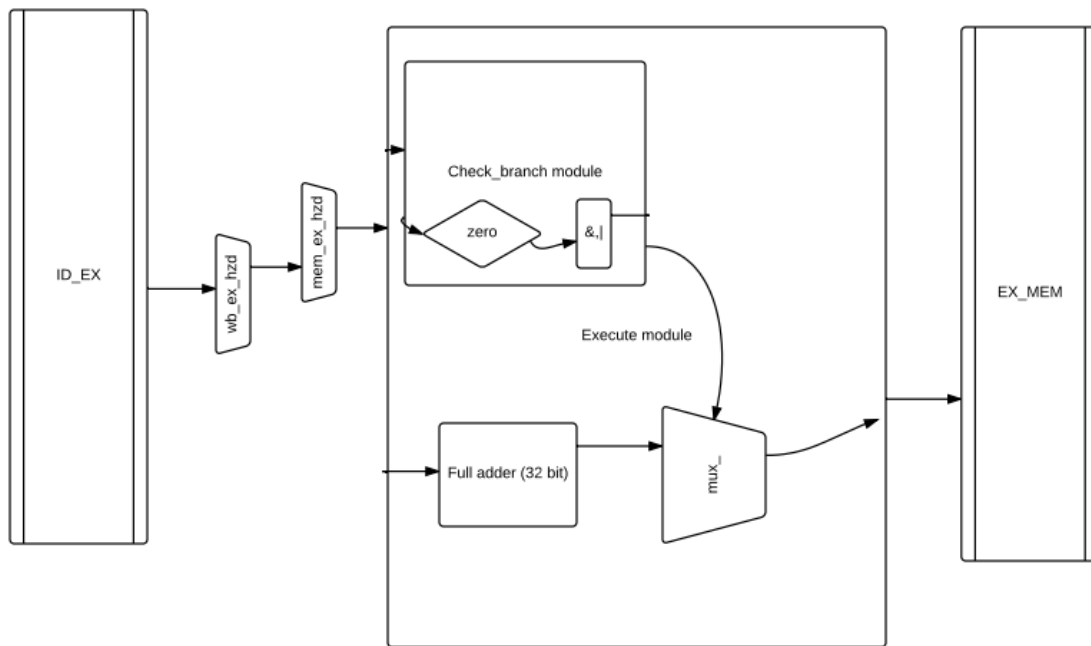 ID_EX
wb_ex_hzd
mem_ex_hzd
Check_branch module
zero
&,|
Execute module
Full adder (32 bit)
mux_
EX_MEM